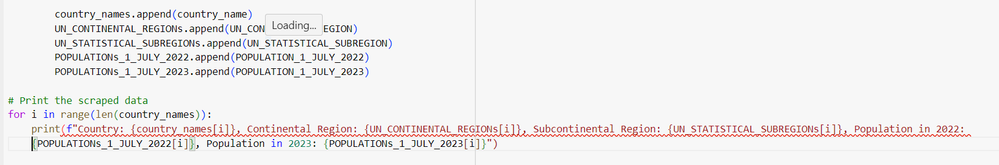 country_names.append(country_name)
UN_CONTINENTAL_REGIONs.append(UN_CON
Loading...
EGION)
UN_STATISTICAL_SUBREGIONs.append(UN_STATISTICAL_SUBREGION)
POPULATIONs_1_JULY_2022.append(POPULATION_1_JULY_2022)
POPULATIONs_1_JULY_2023.append(POPULATION_1_JULY_2023)
# Print the scraped data
for i in range(len(country_names)):
print(f"Country: {country_names[i]}, Continental Region: {UN_CONTINENTAL_REGIONs[i]}, Subcontinental Region: {UN_STATISTICAL_SUBREGIONs[i]}, Population in 2022:
{POPULATIONs_1_JULY_2022[i]}, Population in 2023: {POPULATIONs_1_JULY_2023[i]}")